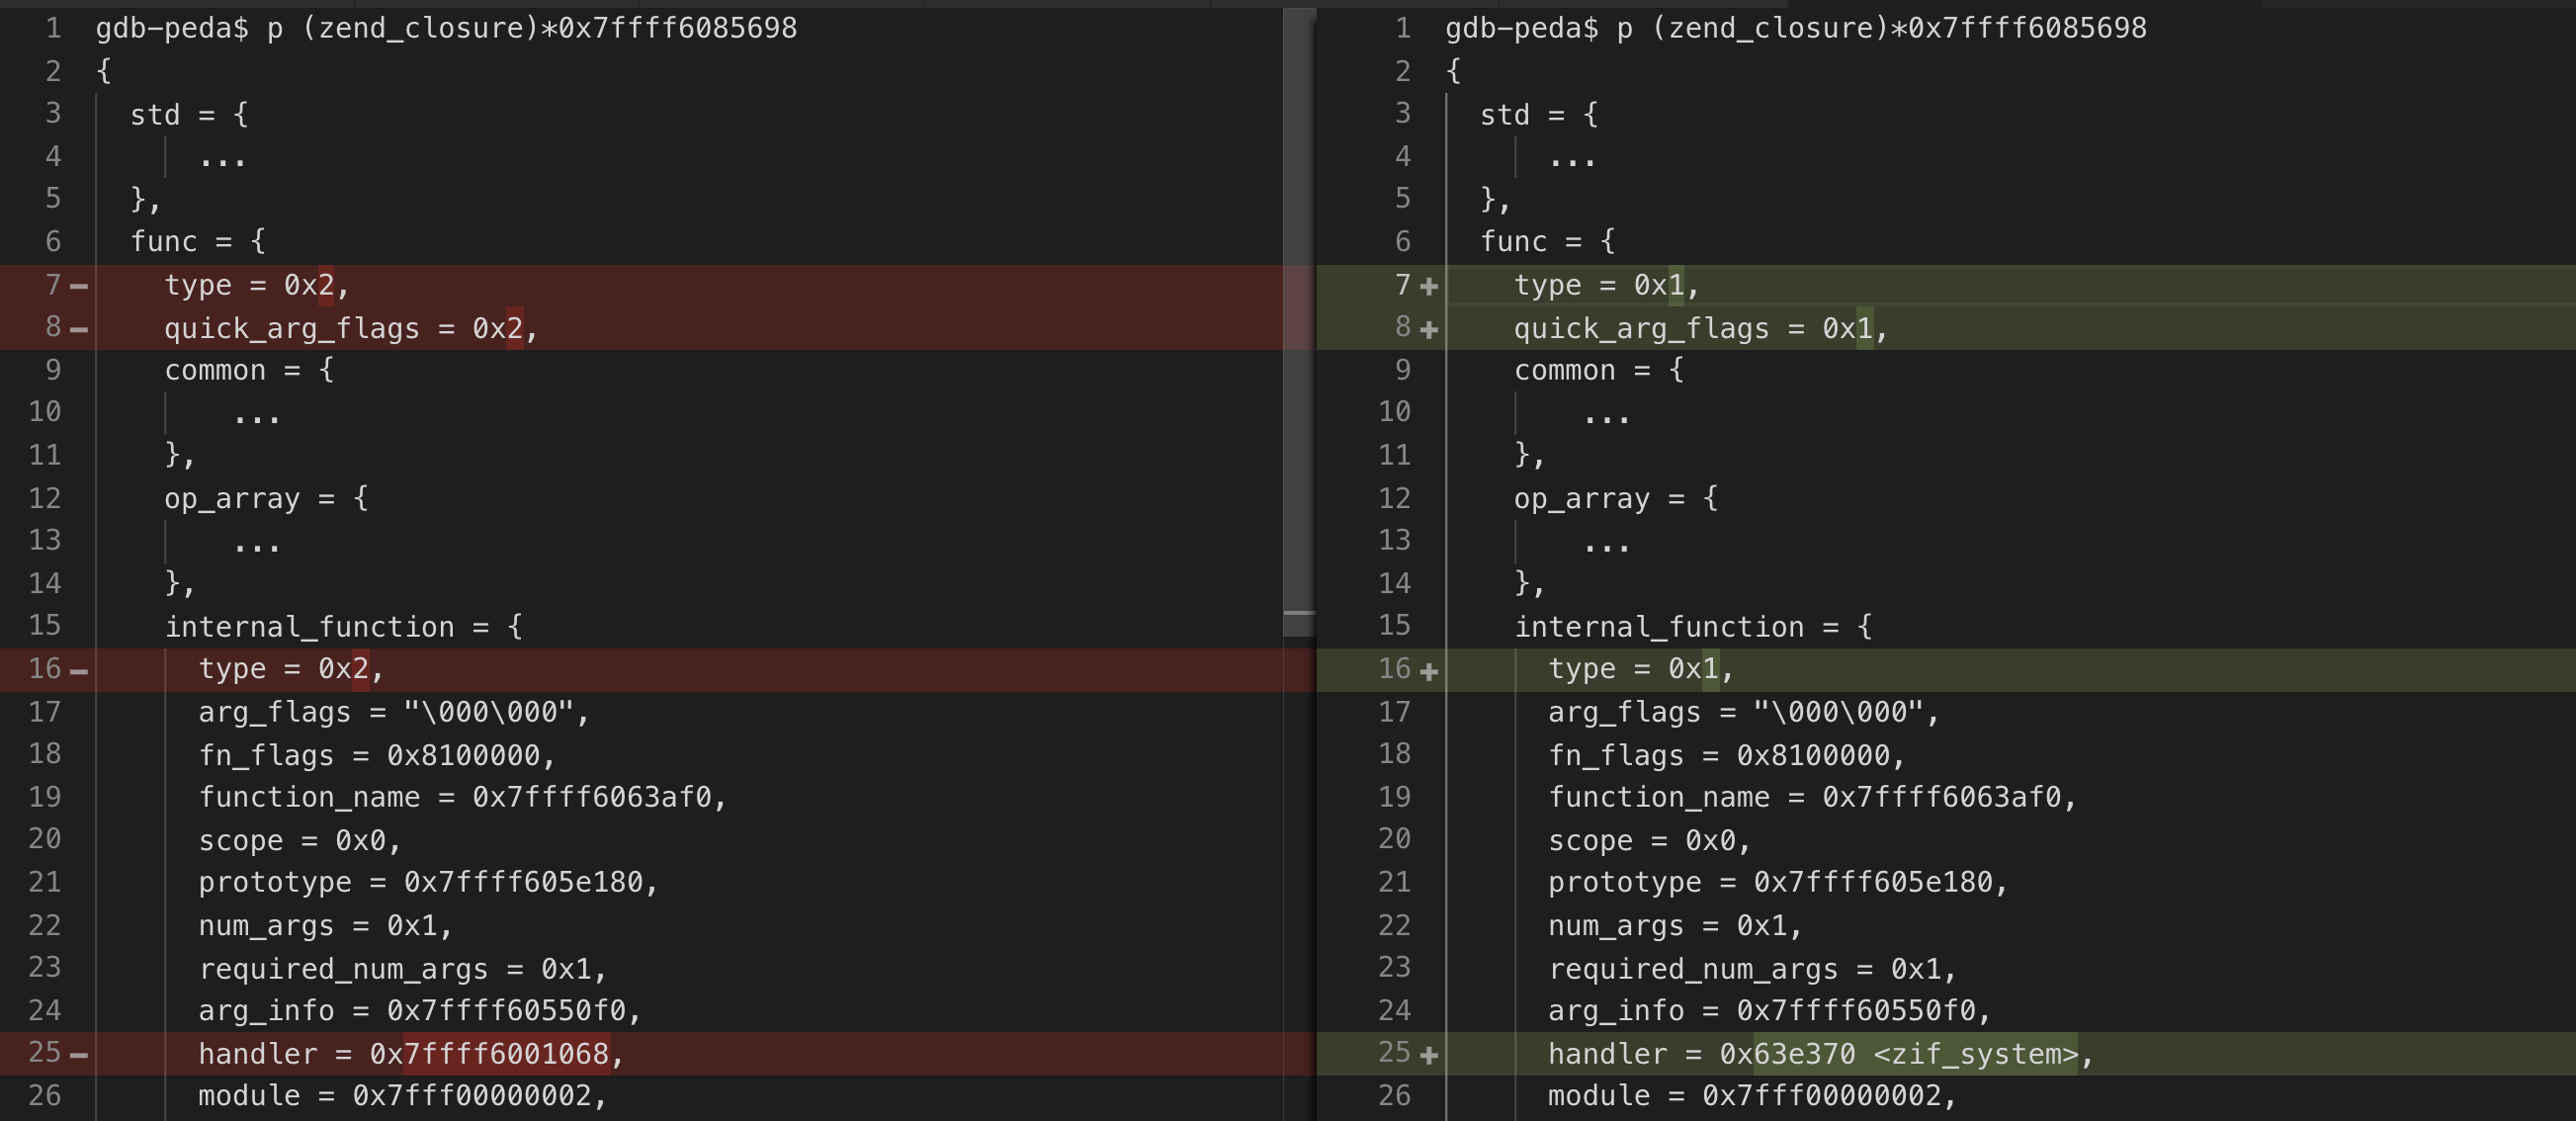 1 gdb-peda$ p (zend_closure)*0x7ffff6085698
2 {
3 std = {
4 ...
5 },
6 func = {
7 — type = 0x2,
8 — quick_arg_flags = 0x2,
9 common = {
10 ...
11 },
12 op_array = {
13 ...
14 },
15 internal_function = {
16 — type = 0x2,
17 arg_flags = "\000\000",
18 fn_flags = 0x8100000,
19 function_name = 0x7ffff6063af0,
20 scope = 0x0,
21 prototype = 0x7ffff605e180,
22 num_args = 0x1,
23 required_num_args = 0x1,
24 arg_info = 0x7ffff60550f0,
25 — handler = 0x7ffff6001068,
26 module = 0x7fff00000002,
1 gdb-peda$ p (zend_closure)*0x7ffff6085698
2 {
3 std = {
4 ...
5 },
6 func = {
7 + type = 0x1,
8 + quick_arg_flags = 0x1,
9 common = {
10 ...
11 },
12 op_array = {
13 ...
14 },
15 internal_function = {
16 + type = 0x1,
17 arg_flags = "\000\000",
18 fn_flags = 0x8100000,
19 function_name = 0x7ffff6063af0,
20 scope = 0x0,
21 prototype = 0x7ffff605e180,
22 num_args = 0x1,
23 required_num_args = 0x1,
24 arg_info = 0x7ffff60550f0,
25 + handler = 0x63e370 <zif_system>,
26 module = 0x7fff00000002,